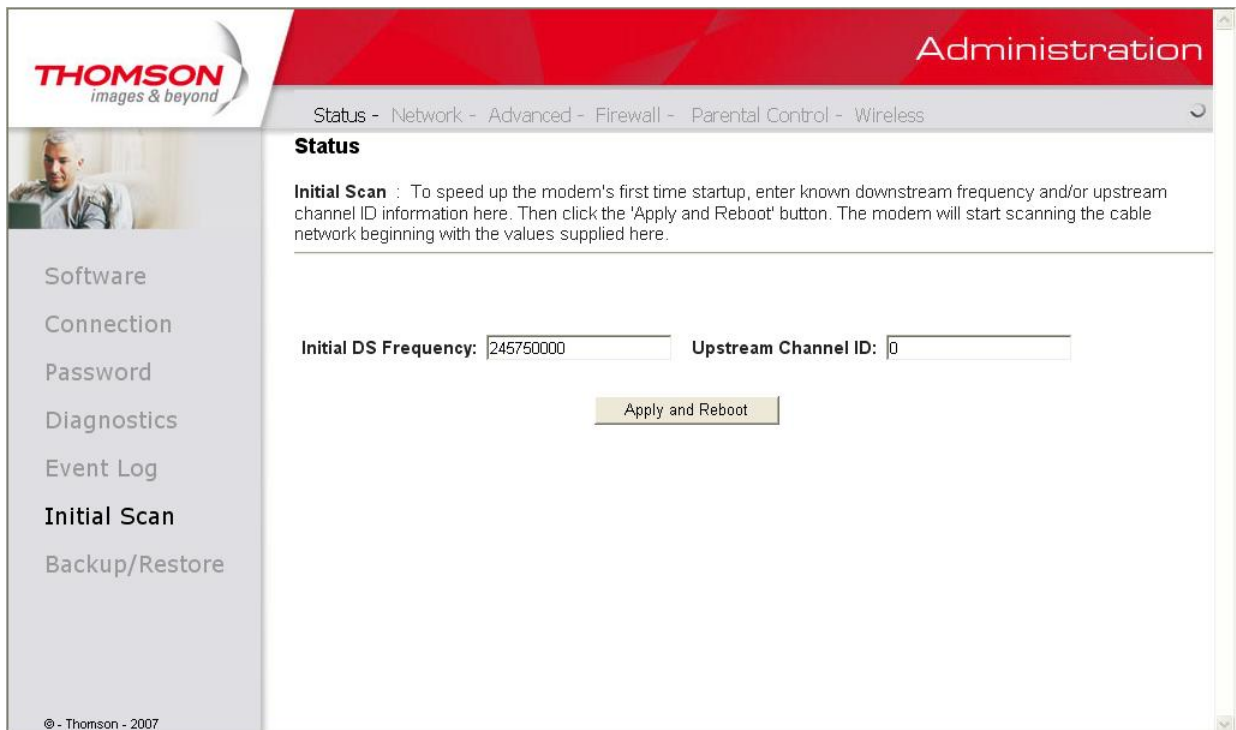 THOMSON
images & beyond
Administration
Status - Network - Advanced - Firewall - Parental Control - Wireless
Status
Initial Scan : To speed up the modem's first time startup, enter known downstream frequency and/or upstream
channel ID information here. Then click the 'Apply and Reboot' button. The modem will start scanning the cable
network beginning with the values supplied here.
Software
Connection
Password
Diagnostics
Event Log
Initial Scan
Backup/Restore
Initial DS Frequency: 245750000 Upstream Channel ID: 0
Apply and Reboot
© - Thomson - 2007